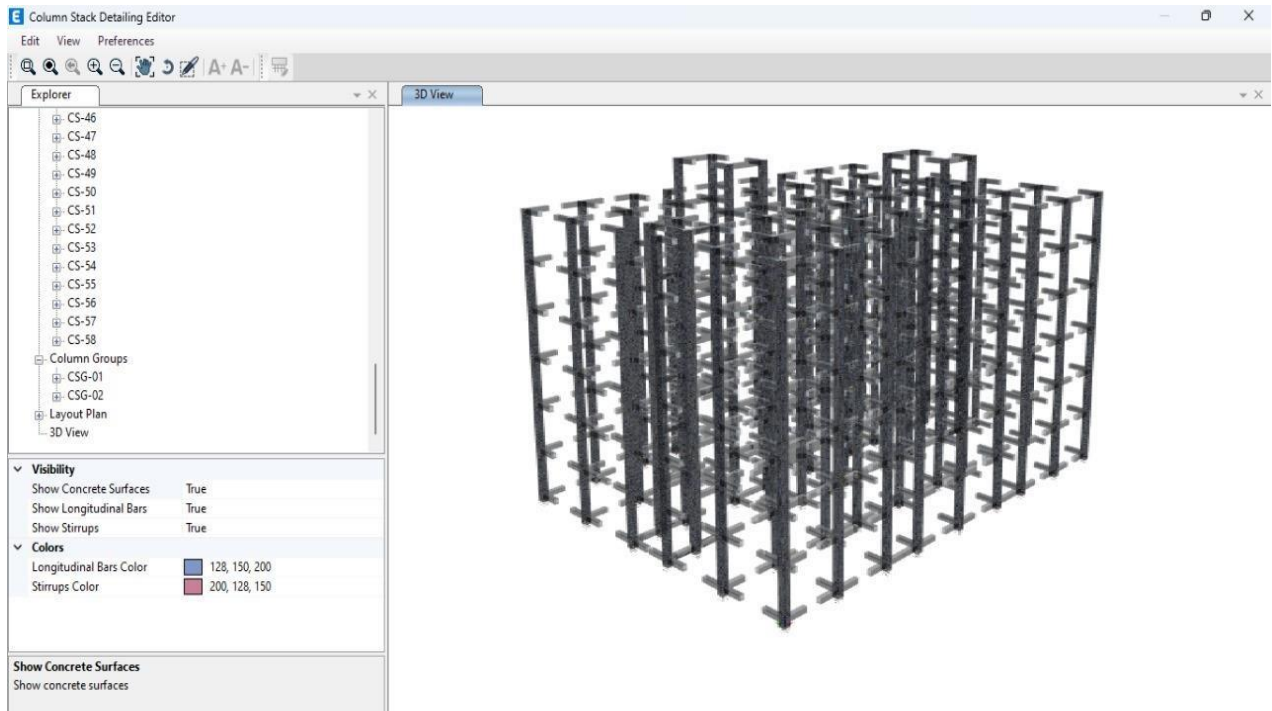 E Column Stack Detailing Editor
Edit View Preferences
A+ A-
Explorer
3D View
CS-46
CS-47
CS-48
CS-49
CS-50
CS-51
CS-52
CS-53
CS-54
CS-55
CS-56
CS-57
CS-58
Column Groups
CSG-01
CSG-02
Layout Plan
3D View
Visibility
Show Concrete Surfaces True
Show Longitudinal Bars True
Show Stirrups True
Colors
Longitudinal Bars Color 128, 150, 200
Stirrups Color 200, 128, 150
Show Concrete Surfaces
Show concrete surfaces